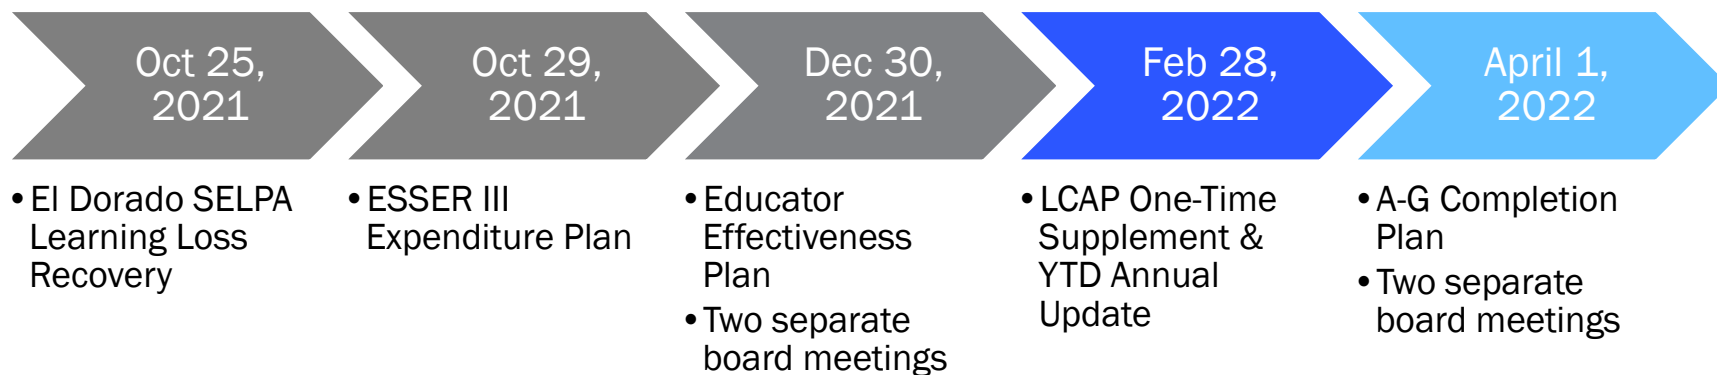 Oct 25,
2021
Oct 29,
2021
Dec 30,
2021
Feb 28,
2022
April 1,
2022
•El Dorado SELPA
Learning Loss
Recovery
•ESSER III
Expenditure Plan
•Educator
Effectiveness
Plan
•Two separate
board meetings
•LCAP One-Time
Supplement &
YTD Annual
Update
•A-G Completion
Plan
•Two separate
board meetings